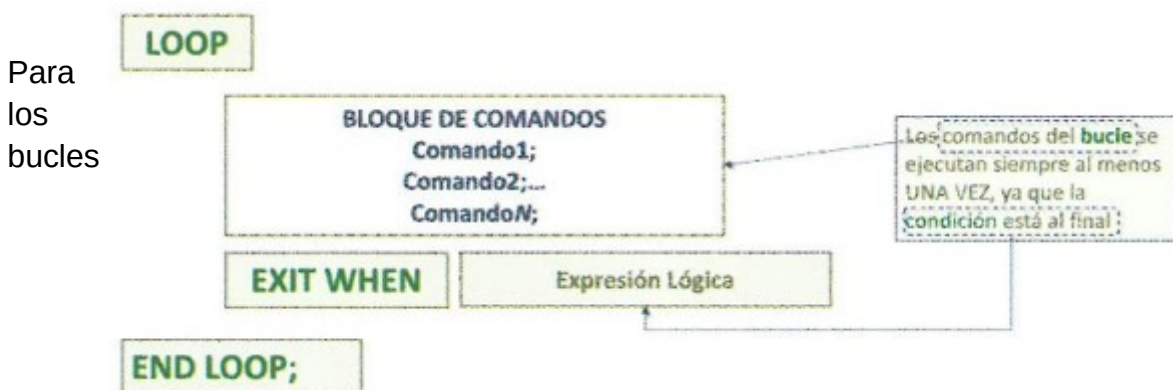 LOOP
Para
los
bucles
BLOQUE DE COMANDOS
Comando1;
Comando2;...
ComandoN;
Los comandos del bucle se
ejecutan siempre al menos
UNA VEZ, ya que la
condición está al final
EXIT WHEN
Expresión Lógica
END LOOP;